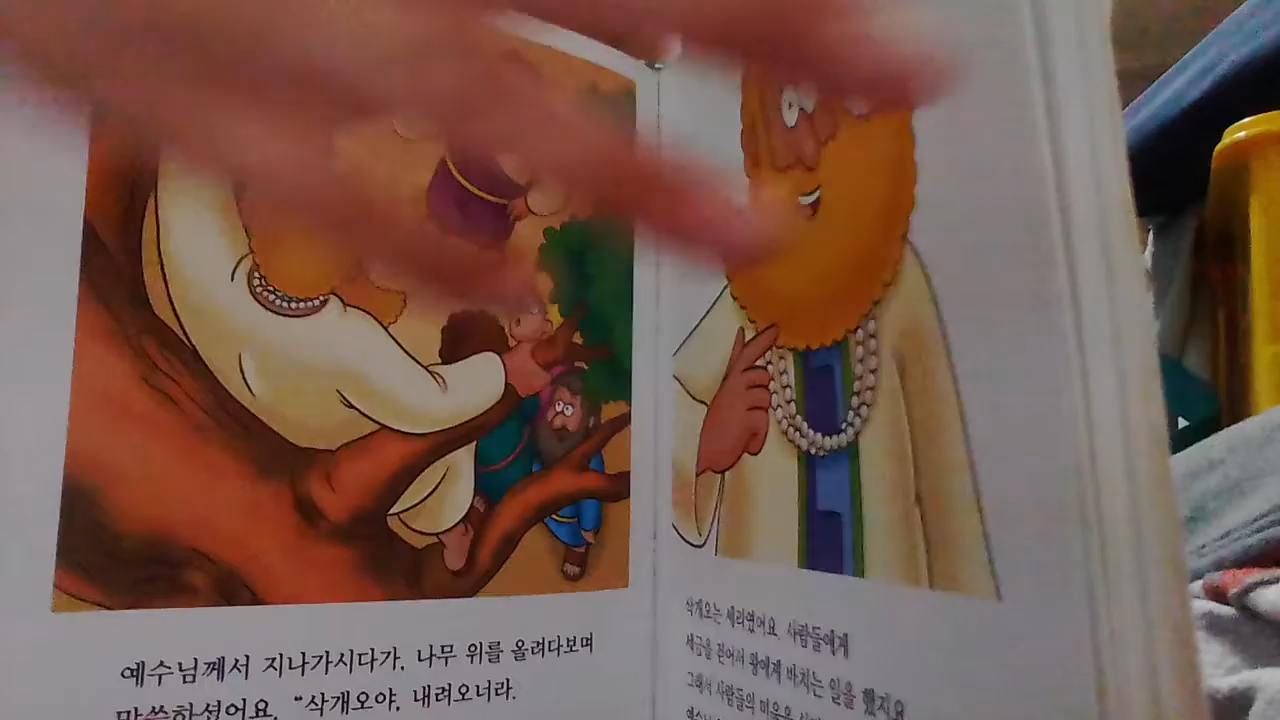 예수님께서 지나가시다가, 나무 위를 올려다보며
말씀하셨어요. “삭개오야, 내려오너라.
삭개오는 세리였어요. 사람들에게
세금을 걷어서 왕에게 바치는 일을 했지요.
그래서 사람들의 미움을